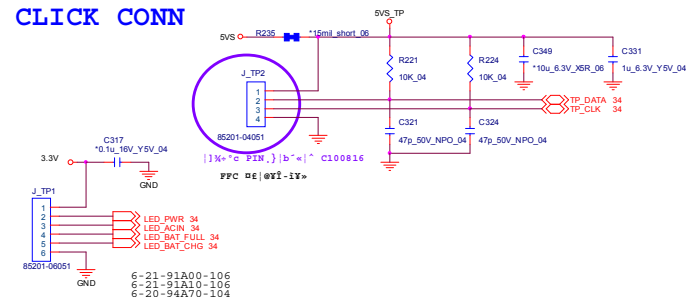 CLICK CONN
5VS_TP
5VS
R235
*15mil_short_06
J_TP2
1
2
3
4
85201-04051
R221
10K_04
R224
10K_04
C349
*10u_6.3V_X5R_06
C331
1u_6.3V_Y5V_04
TP_DATA 34
TP_CLK 34
C321
47p_50V_NPO_04
C324
47p_50V_NPO_04
PIN C100816
FFC
C317
*0.1u_16V_Y5V_04
3.3V
GND
J_TP1
1
2
3
4
5
6
85201-06051
LED_PWR 34
LED_ACIN 34
LED_BAT_FULL 34
LED_BAT_CHG 34
GND
6-21-91A00-106
6-21-91A10-106
6-20-94A70-104